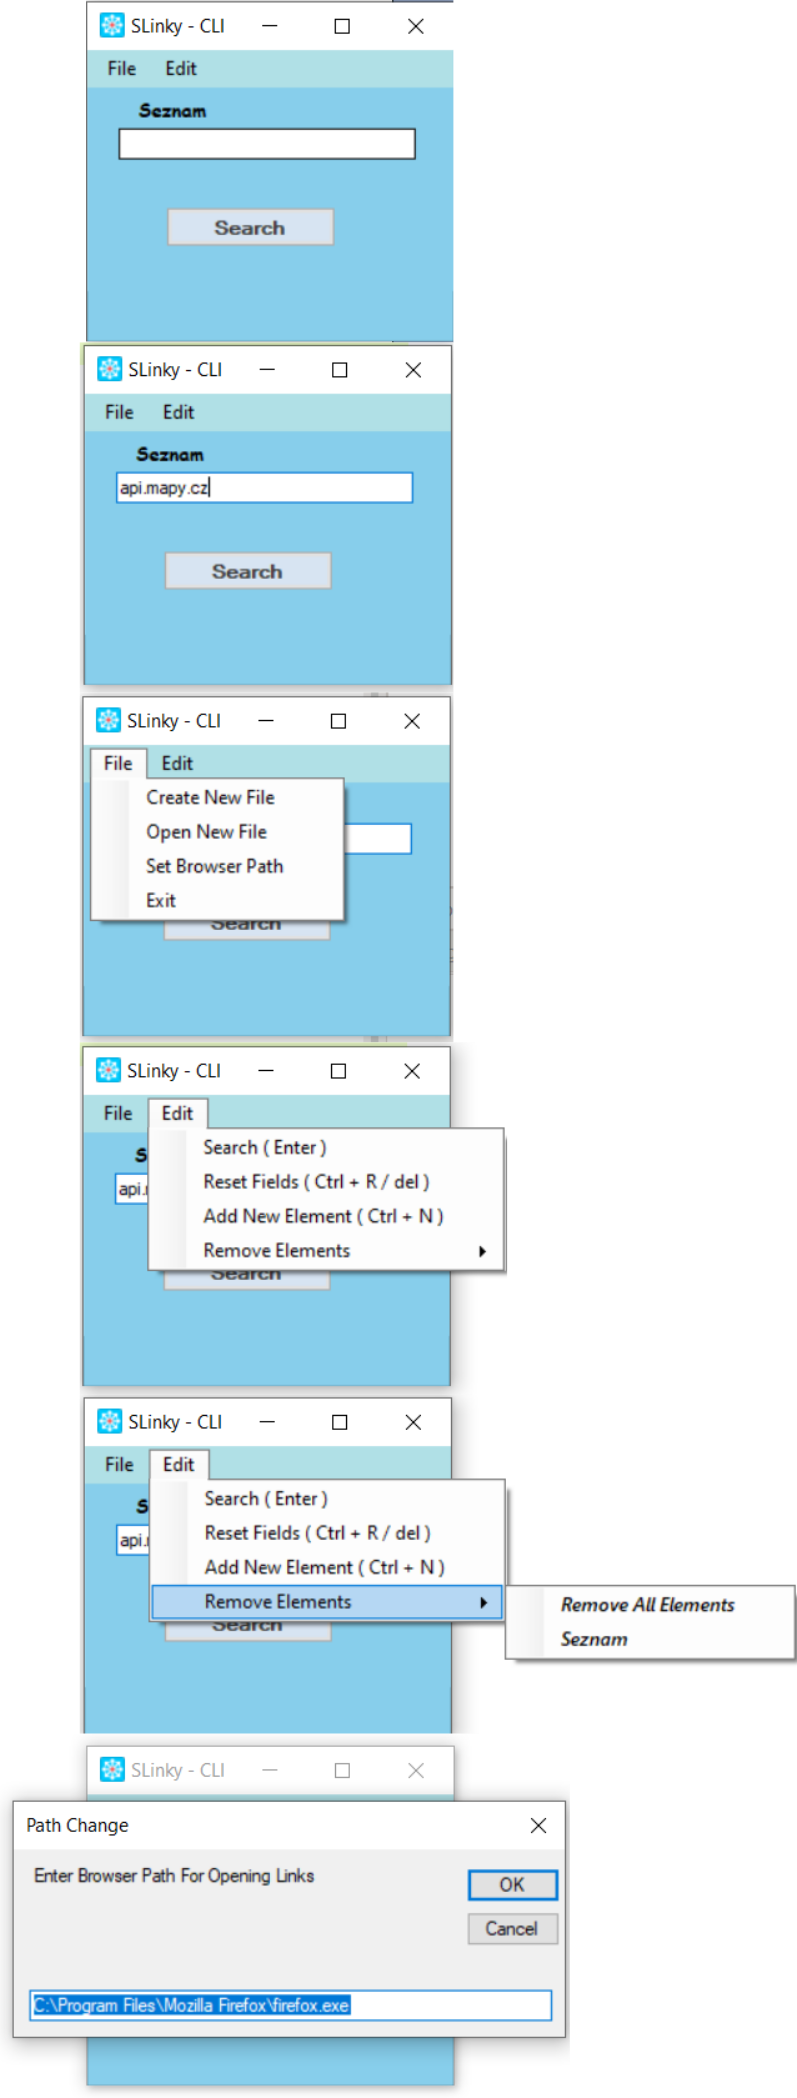 SLinky - CLI
File Edit
Seznam
Search
SLinky - CLI
File Edit
Seznam
api.mapy.cz
Search
SLinky - CLI
File Edit
Create New File
Open New File
Set Browser Path
Exit
Search
SLinky - CLI
File Edit
S
Search ( Enter )
api.
Reset Fields ( Ctrl + R / del )
Add New Element ( Ctrl + N )
Remove Elements
Search
SLinky - CLI
File Edit
S
Search ( Enter )
api.
Reset Fields ( Ctrl + R / del )
Add New Element ( Ctrl + N )
Remove Elements
Remove All Elements
Seznam
Search
SLinky - CLI
Path Change
Enter Browser Path For Opening Links
OK
Cancel
C:\Program Files\Mozilla Firefox\firefox.exe